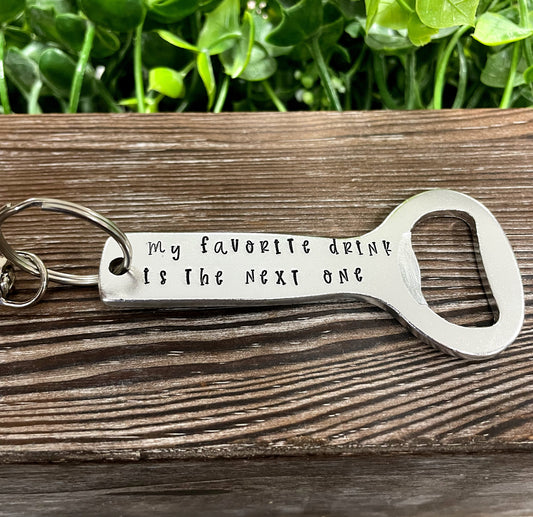 my favorite drink
is the next one